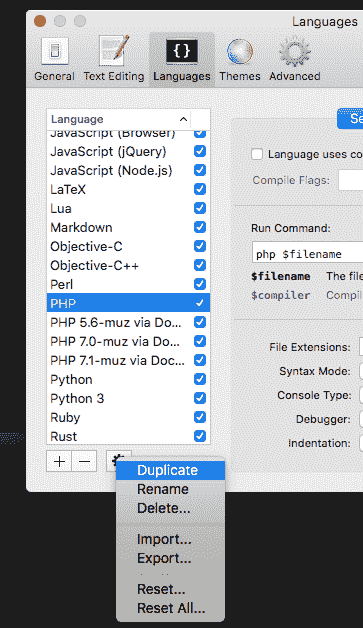 Languages
General
Text Editing
Languages
Themes
Advanced
Language
JavaScript (Browser)
JavaScript (jQuery)
JavaScript (Node.js)
LaTeX
Lua
Markdown
Objective-C
Objective-C++
Perl
PHP
PHP 5.6-muz via Do...
PHP 7.0-muz via Do...
PHP 7.1-muz via Doc...
Python
Python 3
Ruby
Rust
Se
Language uses co
Compile Flags:
Run Command:
php $filename
$filename The file
$compiler Compil
File Extensions:
Syntax Mode:
Console Type:
Debugger:
Indentation:
Duplicate
Rename
Delete...
Import...
Export...
Reset...
Reset All...